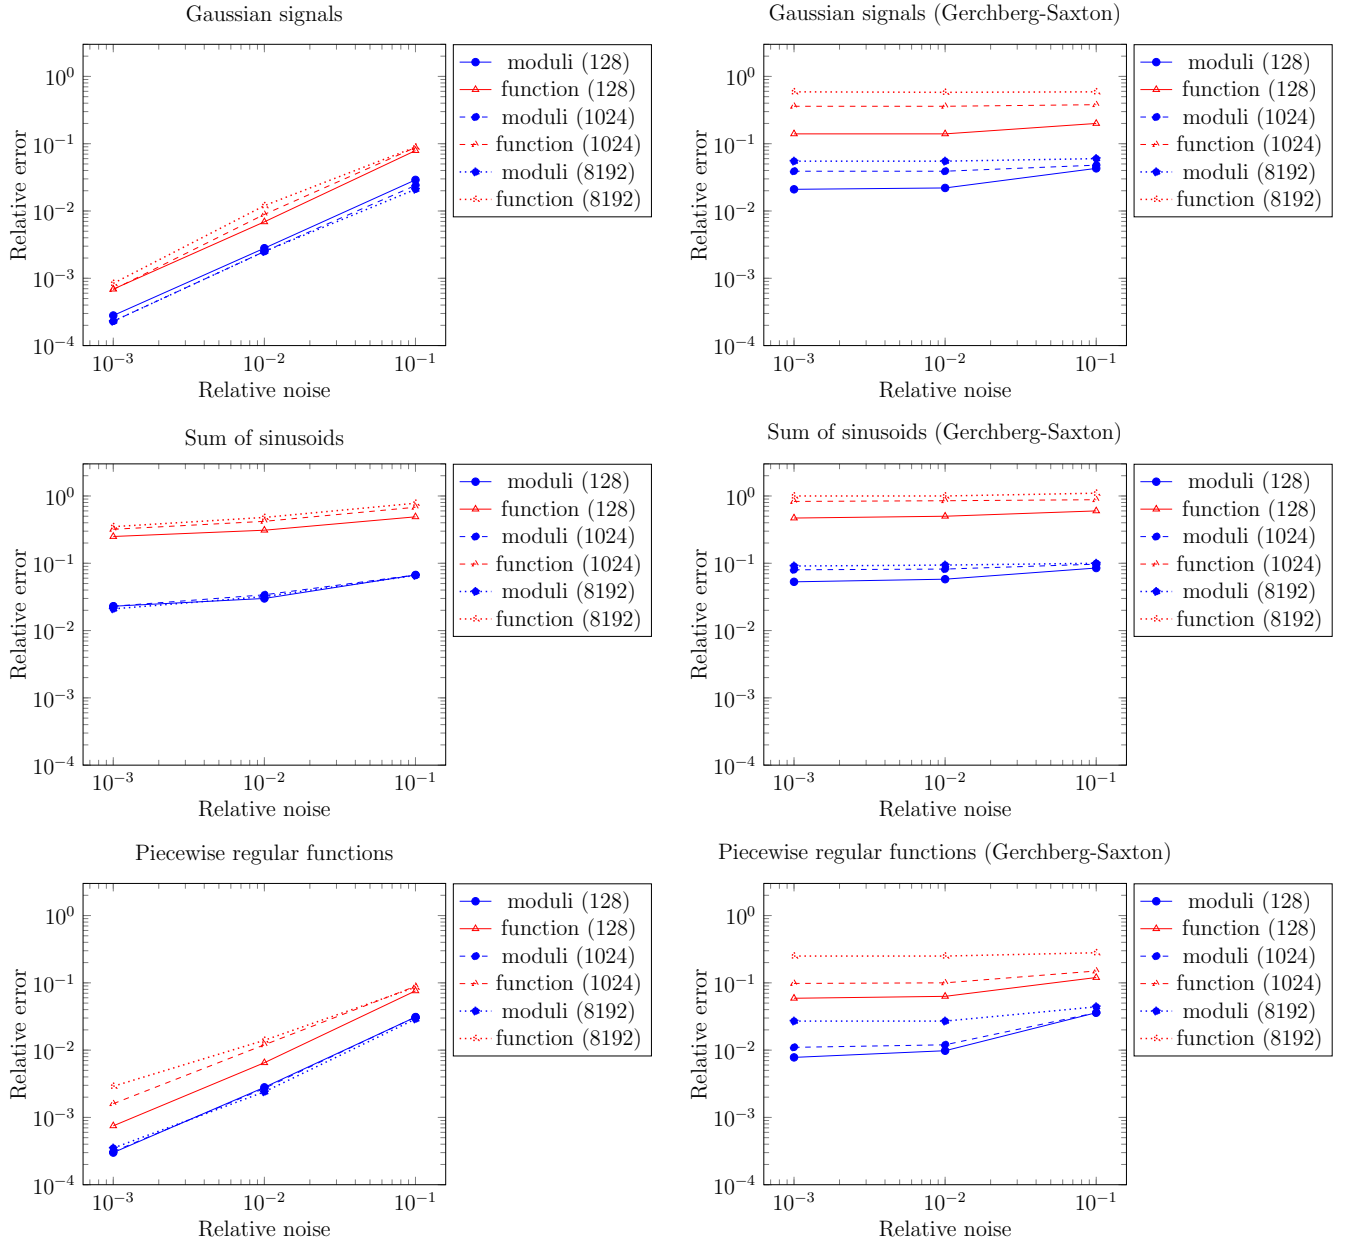 Gaussian signals
Relative error
10^0
10^−1
10^−2
10^−3
10^−4
10^−3
10^−2
10^−1
Relative noise
moduli (128)
function (128)
moduli (1024)
function (1024)
moduli (8192)
function (8192)
Gaussian signals (Gerchberg-Saxton)
Relative error
10^0
10^−1
10^−2
10^−3
10^−4
10^−3
10^−2
10^−1
Relative noise
moduli (128)
function (128)
moduli (1024)
function (1024)
moduli (8192)
function (8192)
Sum of sinusoids
Relative error
10^0
10^−1
10^−2
10^−3
10^−4
10^−3
10^−2
10^−1
Relative noise
moduli (128)
function (128)
moduli (1024)
function (1024)
moduli (8192)
function (8192)
Sum of sinusoids (Gerchberg-Saxton)
Relative error
10^0
10^−1
10^−2
10^−3
10^−4
10^−3
10^−2
10^−1
Relative noise
moduli (128)
function (128)
moduli (1024)
function (1024)
moduli (8192)
function (8192)
Piecewise regular functions
Relative error
10^0
10^−1
10^−2
10^−3
10^−4
10^−3
10^−2
10^−1
Relative noise
moduli (128)
function (128)
moduli (1024)
function (1024)
moduli (8192)
function (8192)
Piecewise regular functions (Gerchberg-Saxton)
Relative error
10^0
10^−1
10^−2
10^−3
10^−4
10^−3
10^−2
10^−1
Relative noise
moduli (128)
function (128)
moduli (1024)
function (1024)
moduli (8192)
function (8192)